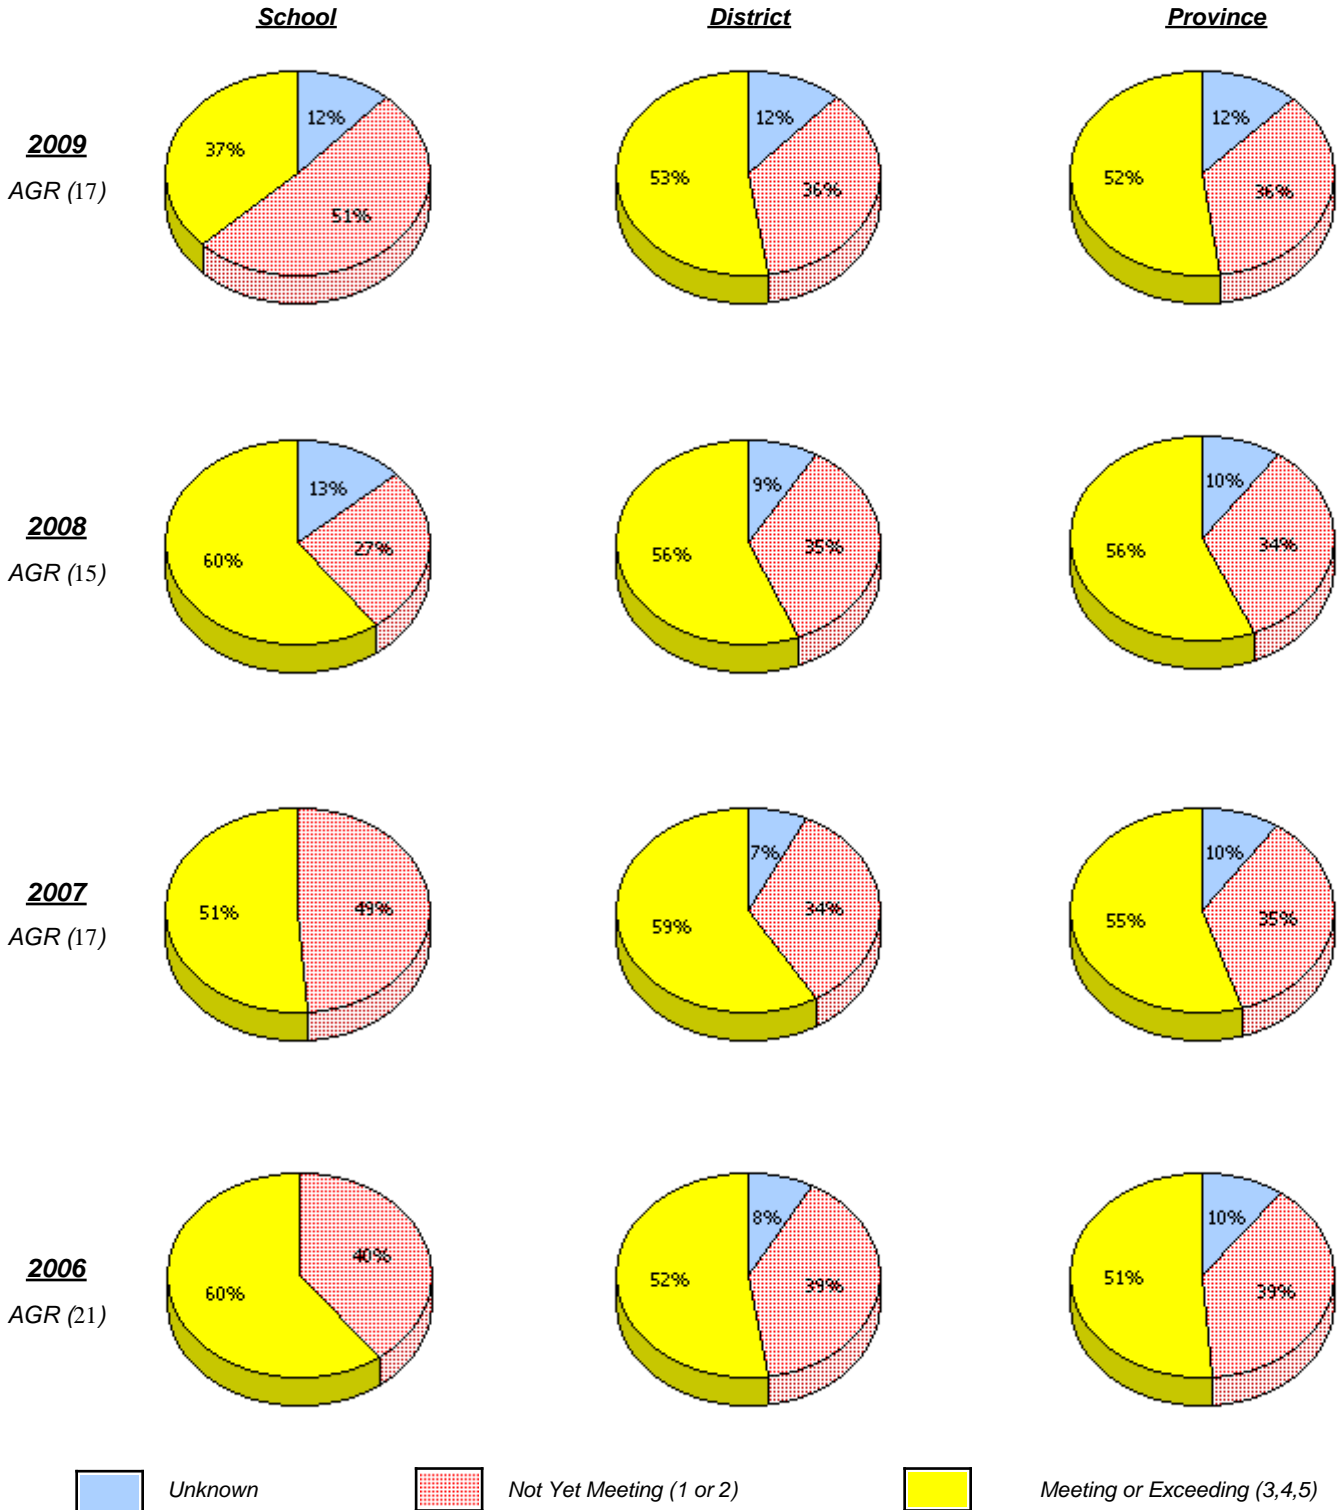 School District Province
12% 12% 12%
2009 37% 53% 52%
AGR (17) 51% 36% 36%
13% 9% 10%
2008 60% 27% 56% 35% 56% 34%
AGR (15)
7% 10%
2007 51% 49% 59% 34% 55% 35%
AGR (17)
8% 10%
40% 52% 39% 51% 39%
2006 60%
AGR (21)
Unknown Not Yet Meeting (1 or 2) Meeting or Exceeding (3,4,5)